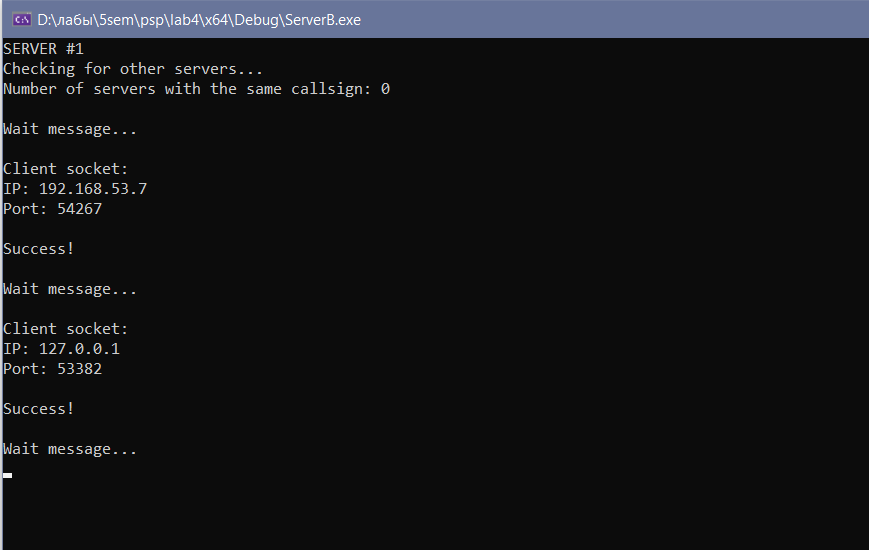 D:\лабы\5sem\psp\lab4\x64\Debug\ServerB.exe
SERVER #1
Checking for other servers...
Number of servers with the same callsign: 0
Wait message...
Client socket:
IP: 192.168.53.7
Port: 54267
Success!
Wait message...
Client socket:
IP: 127.0.0.1
Port: 53382
Success!
Wait message...